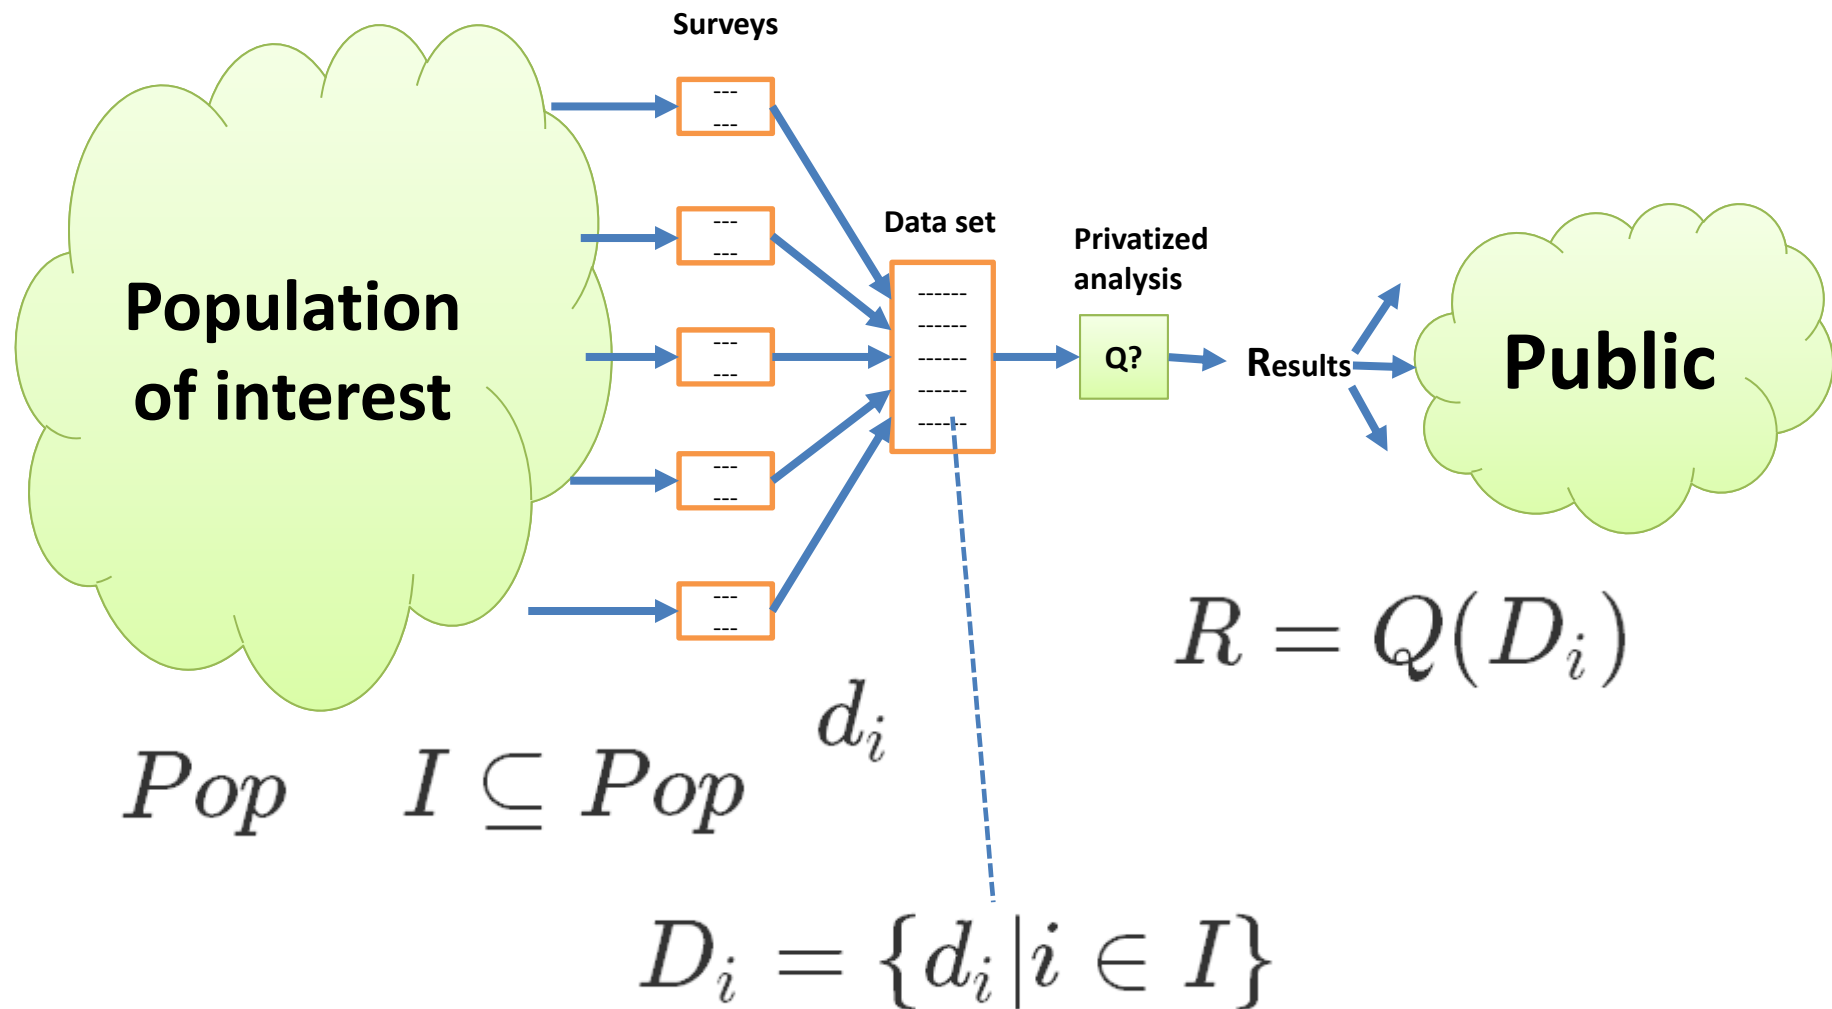 Surveys
---
---
---
---
---
---
---
---
---
---
Data set
------
------
------
------
------
Privatized
analysis
Q?
Results
Population
of interest
Public
R = Q(D_i)
d_i
Pop
I ⊆ Pop
D_i = {d_i|i ∈ I}